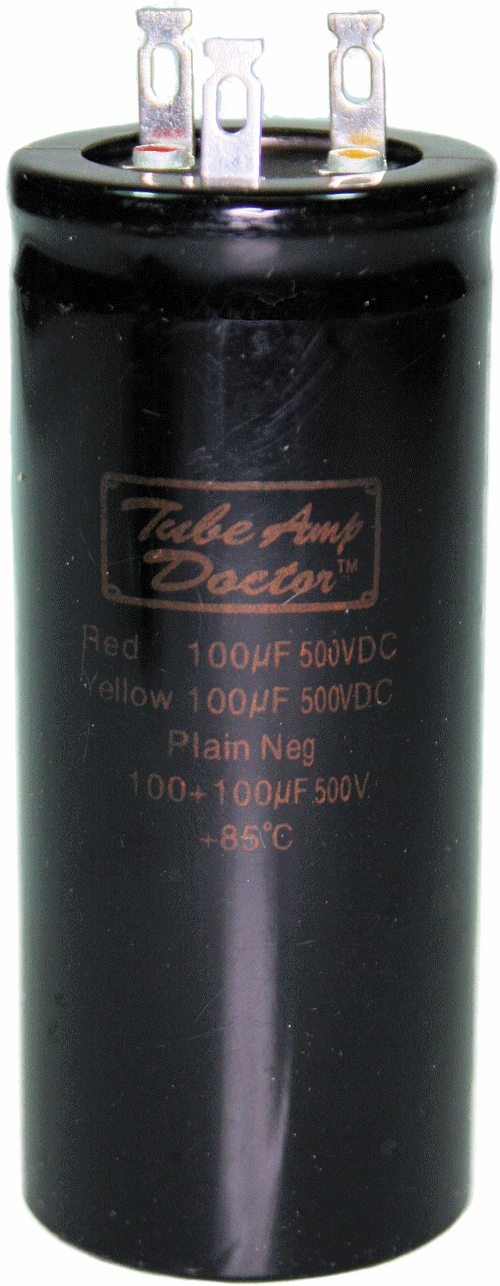 Tube Amp
Doctor™
Red 100µF 500VDC
Yellow 100µF 500VDC
Plain Neg
100+100µF 500V
+85°C